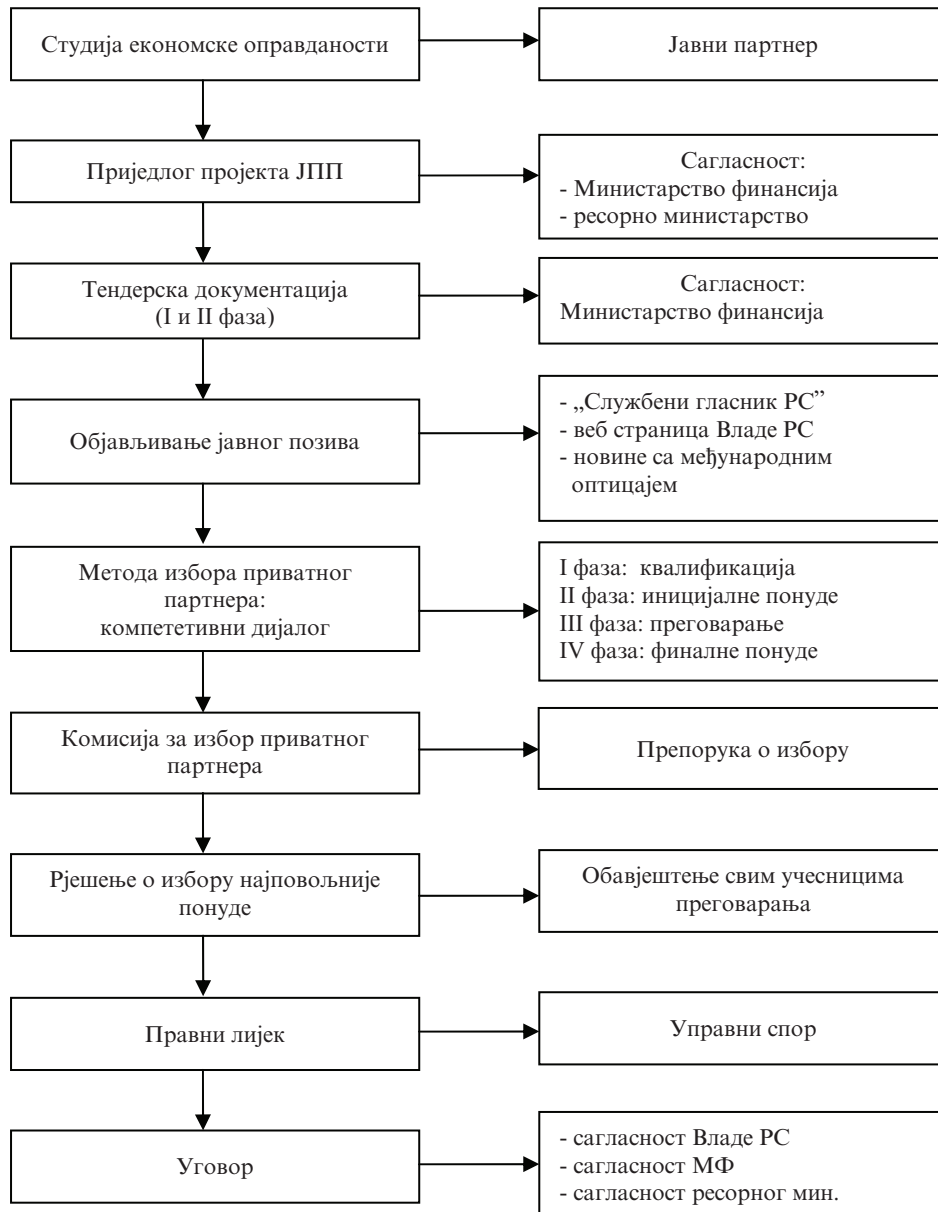 Студија економске оправданости
Јавни партнер
Приједлог пројекта ЈПП
Сагласност:
- Министарство финансија
- ресорно министарство
Тендерска документација
(I и II фаза)
Сагласност:
Министарство финансија
Објављивање јавног позива
- „Службени гласник РС”
- веб страница Владе РС
- новине са међународним
оптицајем
Метода избора приватног
партнера:
компететивни дијалог
I фаза: квалификација
II фаза: иницијалне понуде
III фаза: преговарање
IV фаза: финалне понуде
Комисија за избор приватног
партнера
Препорука о избору
Рјешење о избору најповољније
понуде
Обавјештење свим учесницима
преговарања
Правни лијек
Управни спор
Уговор
- сагласност Владе РС
- сагласност МФ
- сагласност ресорног мин.